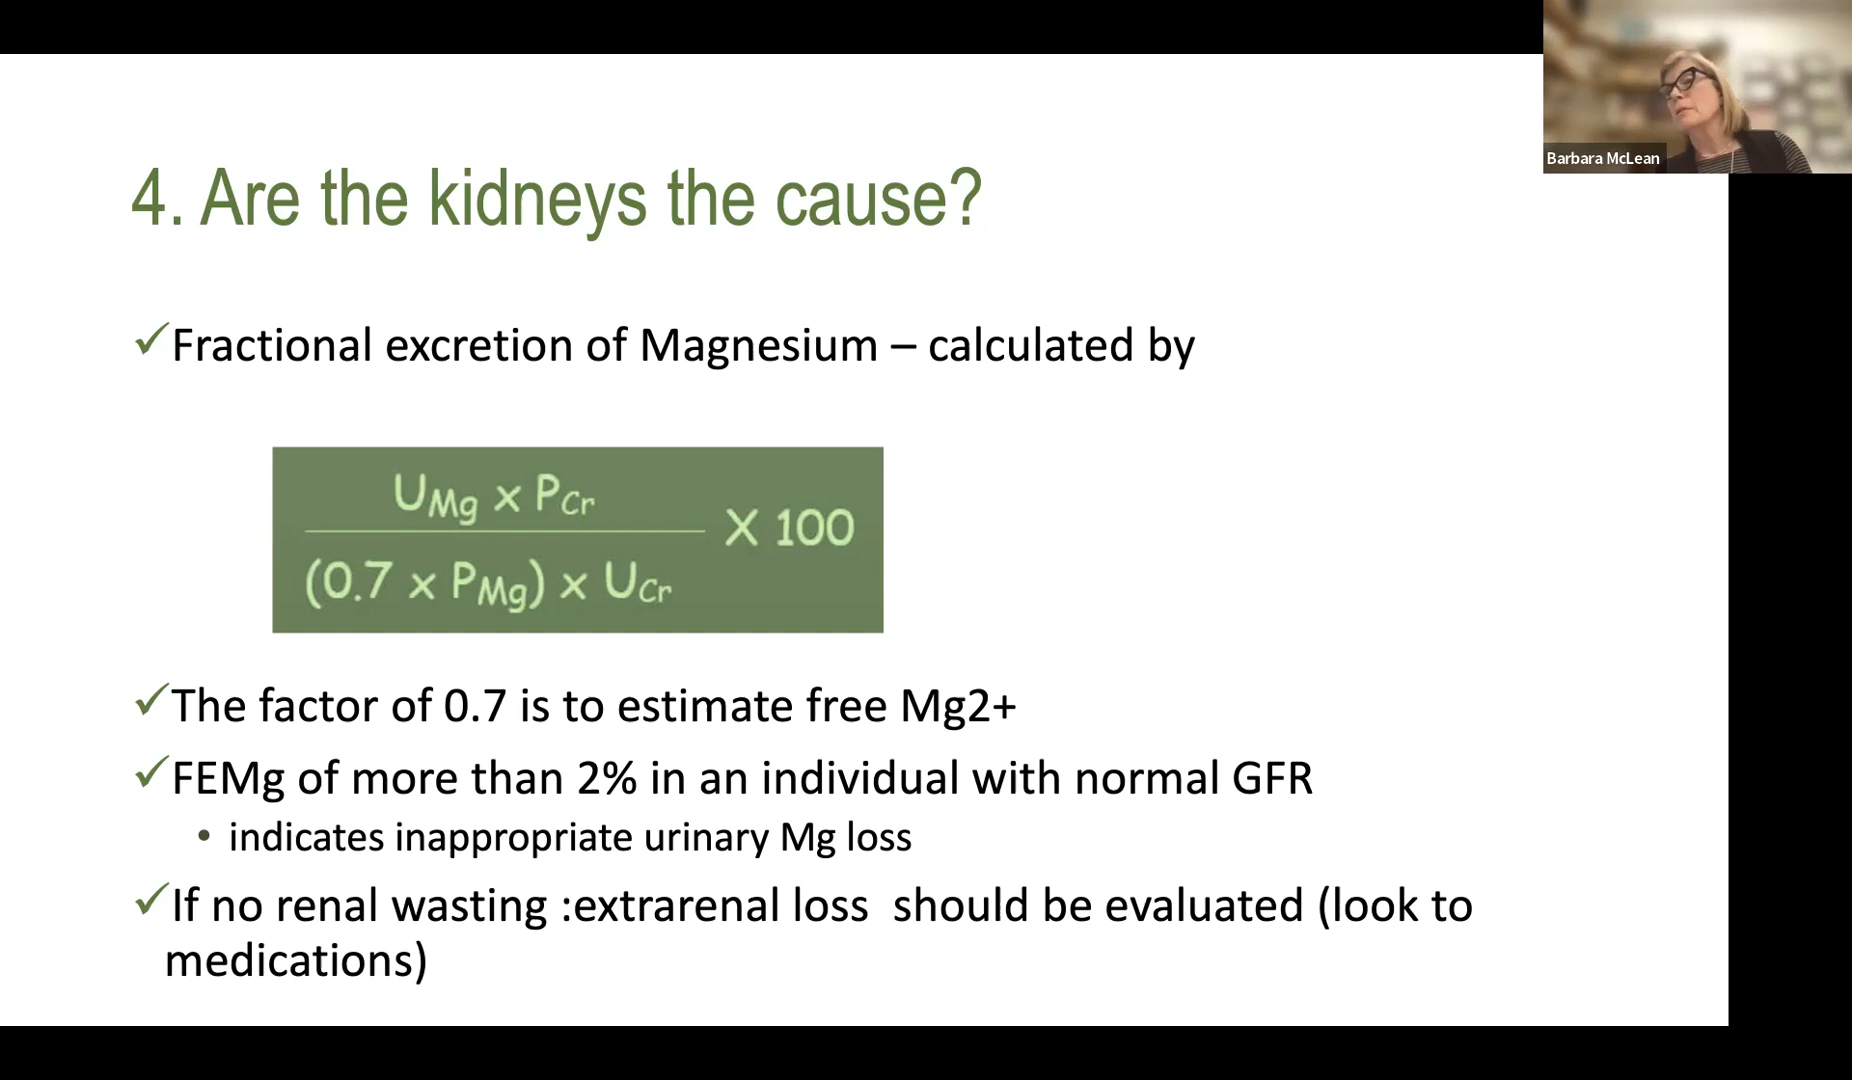 Barbara McLean
4. Are the kidneys the cause?
✓Fractional excretion of Magnesium – calculated by
UMg x PCr
X 100
(0.7 x PMg) x UCr
✓The factor of 0.7 is to estimate free Mg2+
✓FEMg of more than 2% in an individual with normal GFR
• indicates inappropriate urinary Mg loss
✓If no renal wasting :extrarenal loss  should be evaluated (look to
medications)